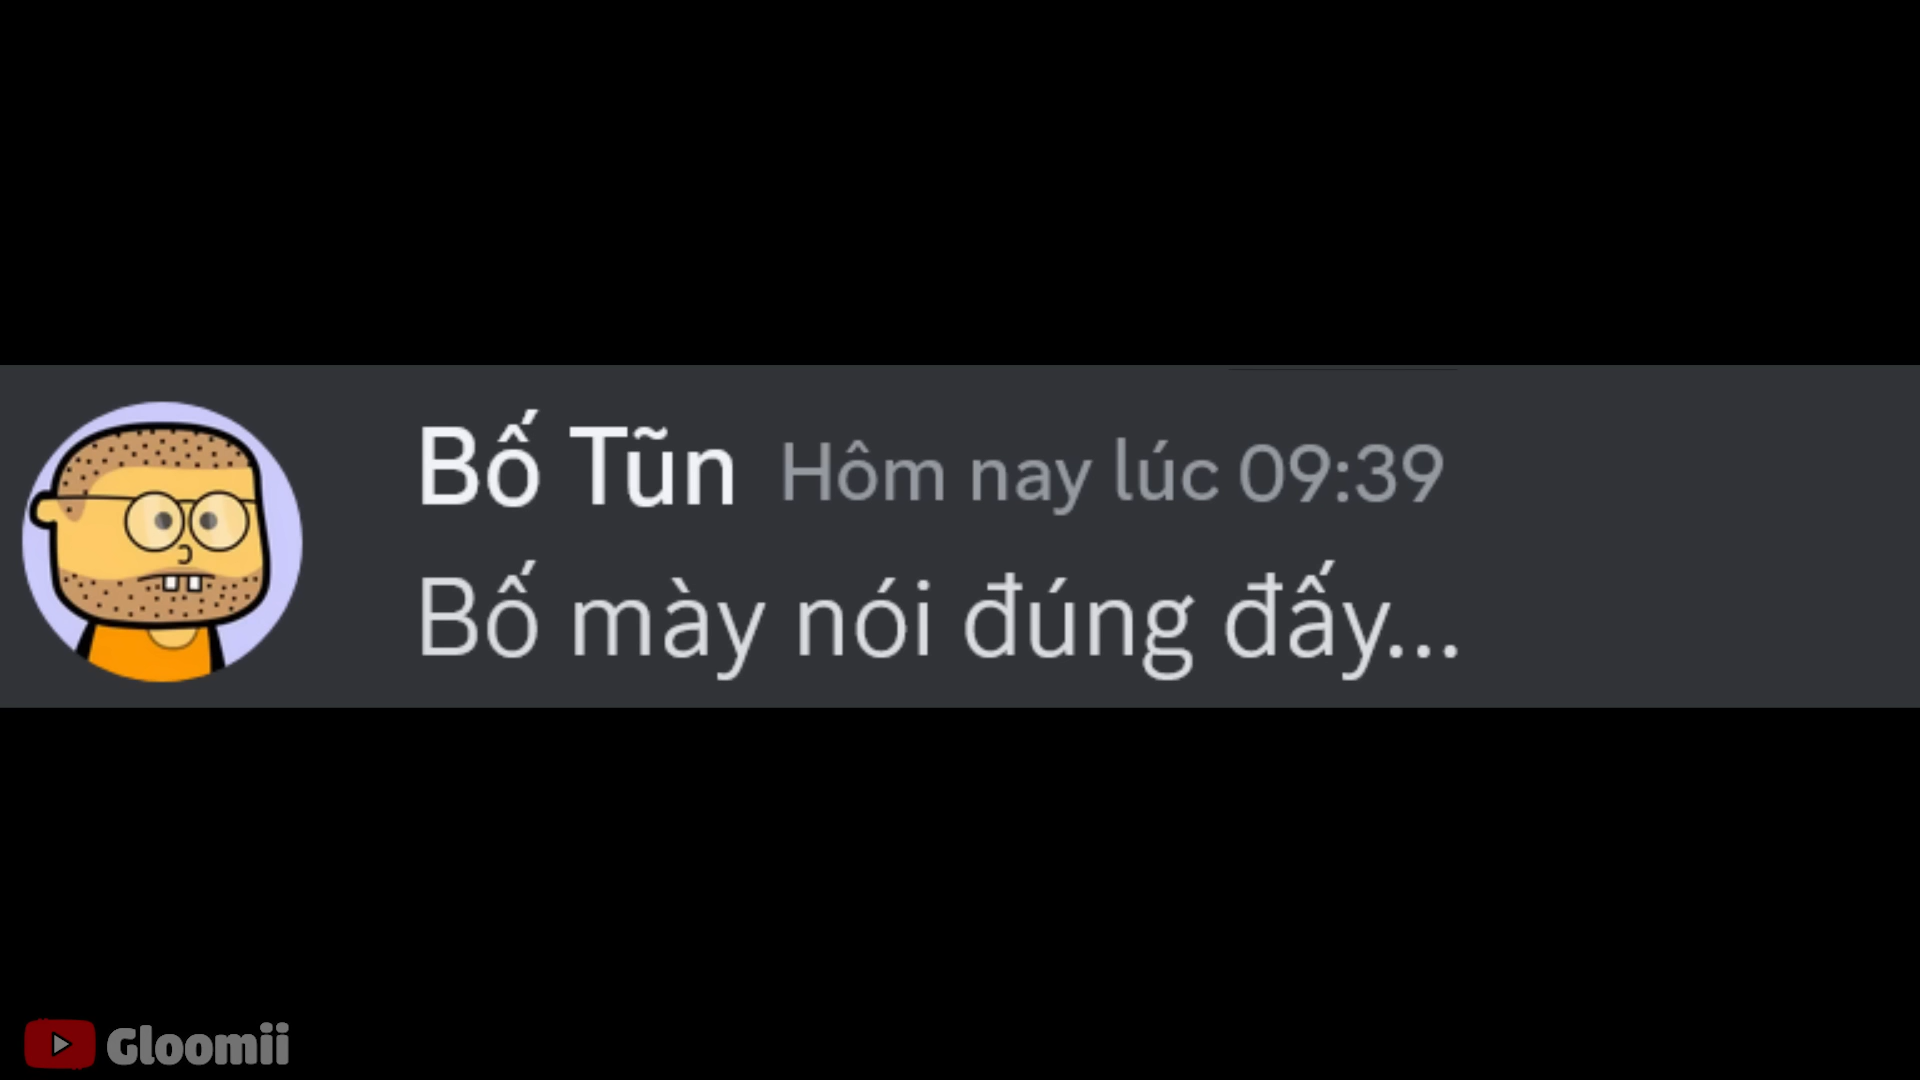 Bố Tũn Hôm nay lúc 09:39
Bố mày nói đúng đấy...
Gloomii